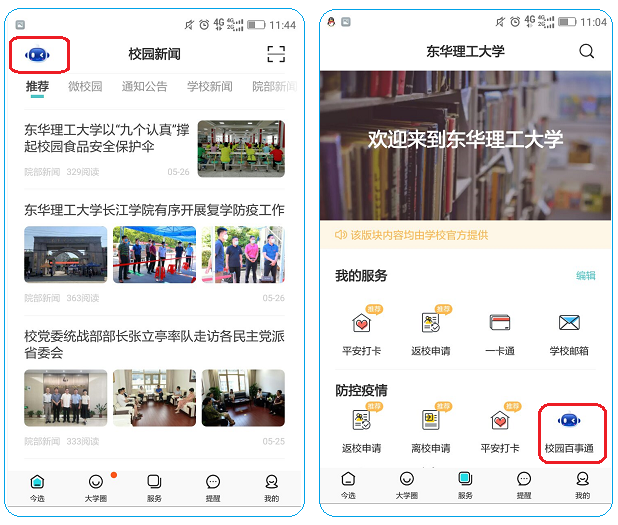 4G 4G 2G 11:44
校园新闻
推荐 微校园 通知公告 学校新闻 院部新闻
东华理工大学以“九个认真”撑
起校园食品安全保护伞
院部新闻 329阅读 05-26
东华理工大学长江学院有序开展复学防疫工作
院部新闻 363阅读 05-26
校党委统战部部长张立亭率队走访各民主党派
省委会
院部新闻 333阅读 05-25
今选 大学圈 服务 提醒 我的
4G 4G 2G 11:04
东华理工大学
欢迎来到东华理工大学
该版块内容均由学校官方提供
我的服务 编辑
推荐 推荐
平安打卡 返校申请 一卡通 学校邮箱
防控疫情
推荐 推荐 推荐
返校申请 离校申请 平安打卡 校园百事通
今选 大学圈 服务 提醒 我的